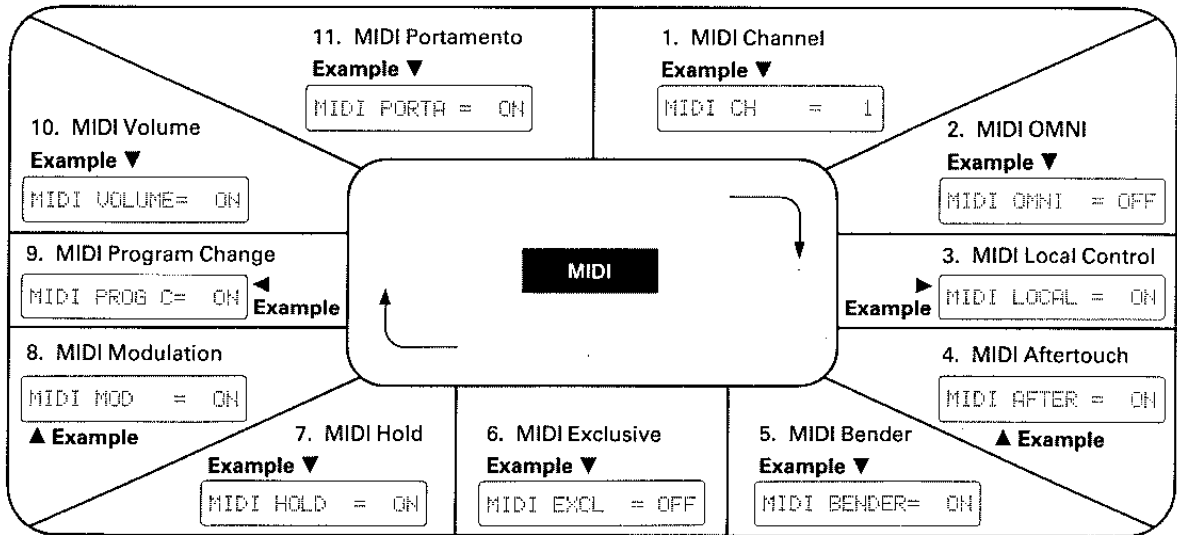 11. MIDI Portamento
Example ▼
MIDI PORTA = ON
1. MIDI Channel
Example ▼
MIDI CH = 1
2. MIDI OMNI
Example ▼
MIDI OMNI = OFF
3. MIDI Local Control
► Example
MIDI LOCAL = ON
4. MIDI Aftertouch
MIDI AFTER = ON
▲ Example
5. MIDI Bender
Example ▼
MIDI BENDER= ON
6. MIDI Exclusive
Example ▼
MIDI EXCL = OFF
7. MIDI Hold
Example ▼
MIDI HOLD = ON
8. MIDI Modulation
MIDI MOD = ON
▲ Example
9. MIDI Program Change
MIDI PROG C= ON
◄ Example
10. MIDI Volume
Example ▼
MIDI VOLUME= ON
MIDI